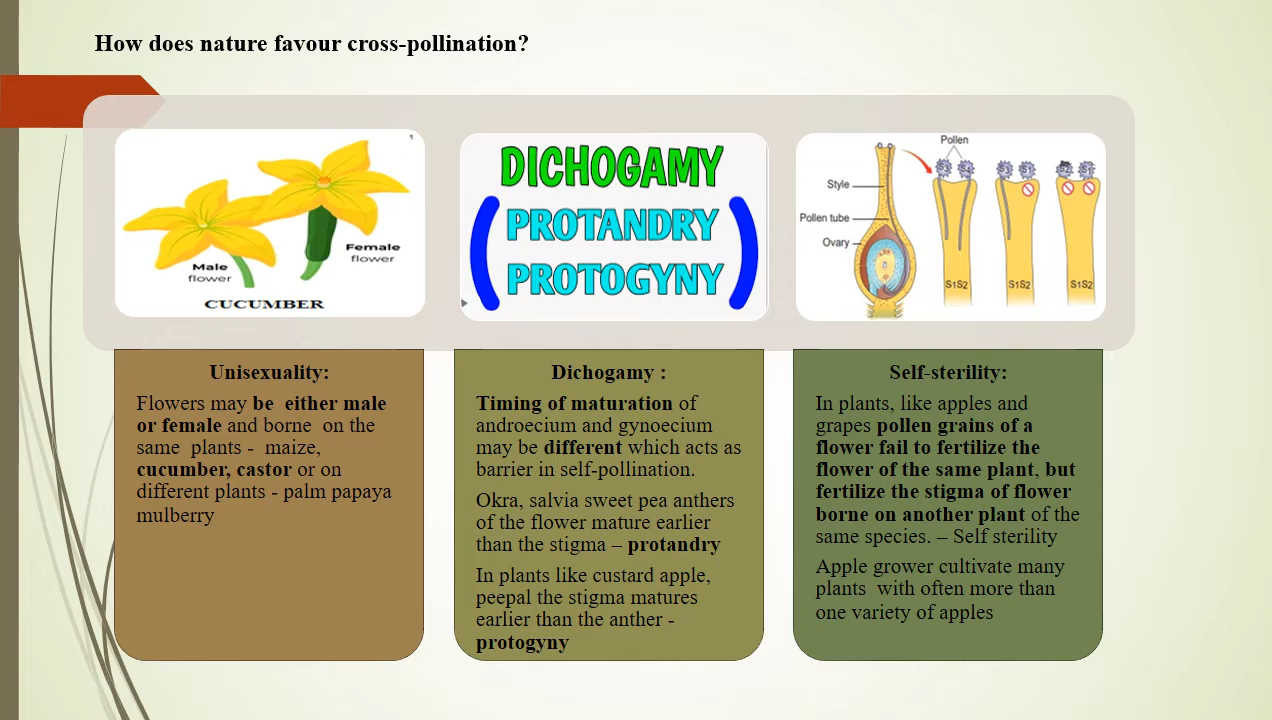 How does nature favour cross-pollination?
Male
flower
Female
flower
CUCUMBER
DICHOGAMY
(PROTANDRY
PROTOGYNY)
Pollen
Style
Pollen tube
Ovary
S3 S4
S3 S1
S2 S1
S1S2
S1S2
S1S2
Unisexuality:
Flowers may be either male
or female and borne on the
same plants - maize,
cucumber, castor or on
different plants - palm papaya
mulberry
Dichogamy :
Timing of maturation of
androecium and gynoecium
may be different which acts as
barrier in self-pollination.
Okra, salvia sweet pea anthers
of the flower mature earlier
than the stigma – protandry
In plants like custard apple,
peepal the stigma matures
earlier than the anther -
protogyny
Self-sterility:
In plants, like apples and
grapes pollen grains of a
flower fail to fertilize the
flower of the same plant, but
fertilize the stigma of flower
borne on another plant of the
same species. – Self sterility
Apple grower cultivate many
plants with often more than
one variety of apples